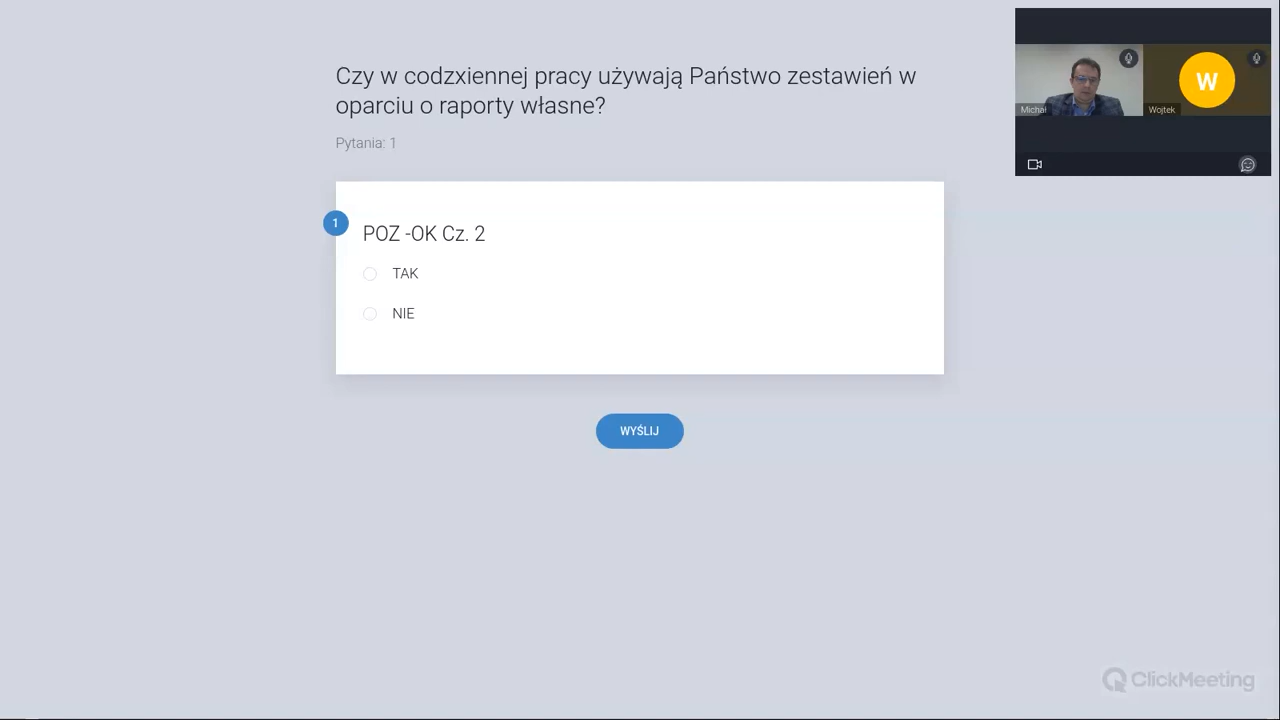 Czy w codzxiennej pracy używają Państwo zestawień w
oparciu o raporty własne?
Pytania: 1
1
POZ -OK Cz. 2
TAK
NIE
WYŚLIJ
Michał
W
Wojtek
ClickMeeting